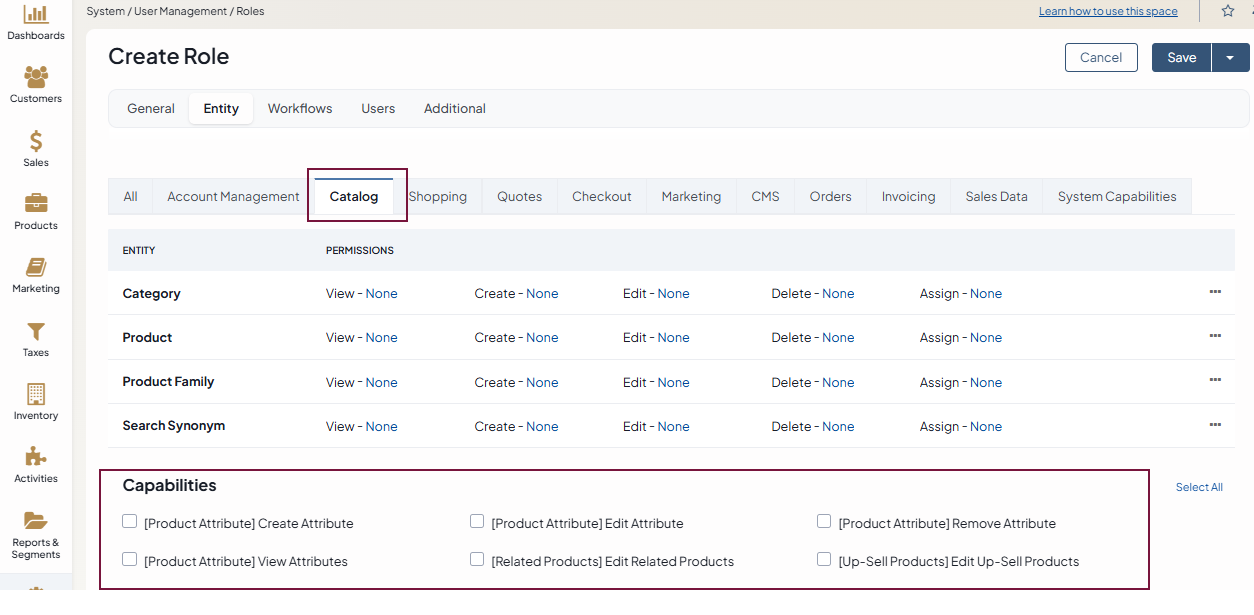 System / User Management / Roles
Learn how to use this space
Dashboards
Customers
Sales
Products
Marketing
Taxes
Inventory
Activities
Reports &
Segments
Create Role
Cancel
Save
General Entity Workflows Users Additional
All Account Management Catalog Shopping Quotes Checkout Marketing CMS Orders Invoicing Sales Data System Capabilities
ENTITY PERMISSIONS
Category View - None Create - None Edit - None Delete - None Assign - None ...
Product View - None Create - None Edit - None Delete - None Assign - None ...
Product Family View - None Create - None Edit - None Delete - None Assign - None ...
Search Synonym View - None Create - None Edit - None Delete - None Assign - None ...
Capabilities
Select All
[Product Attribute] Create Attribute [Product Attribute] Edit Attribute [Product Attribute] Remove Attribute
[Product Attribute] View Attributes [Related Products] Edit Related Products [Up-Sell Products] Edit Up-Sell Products